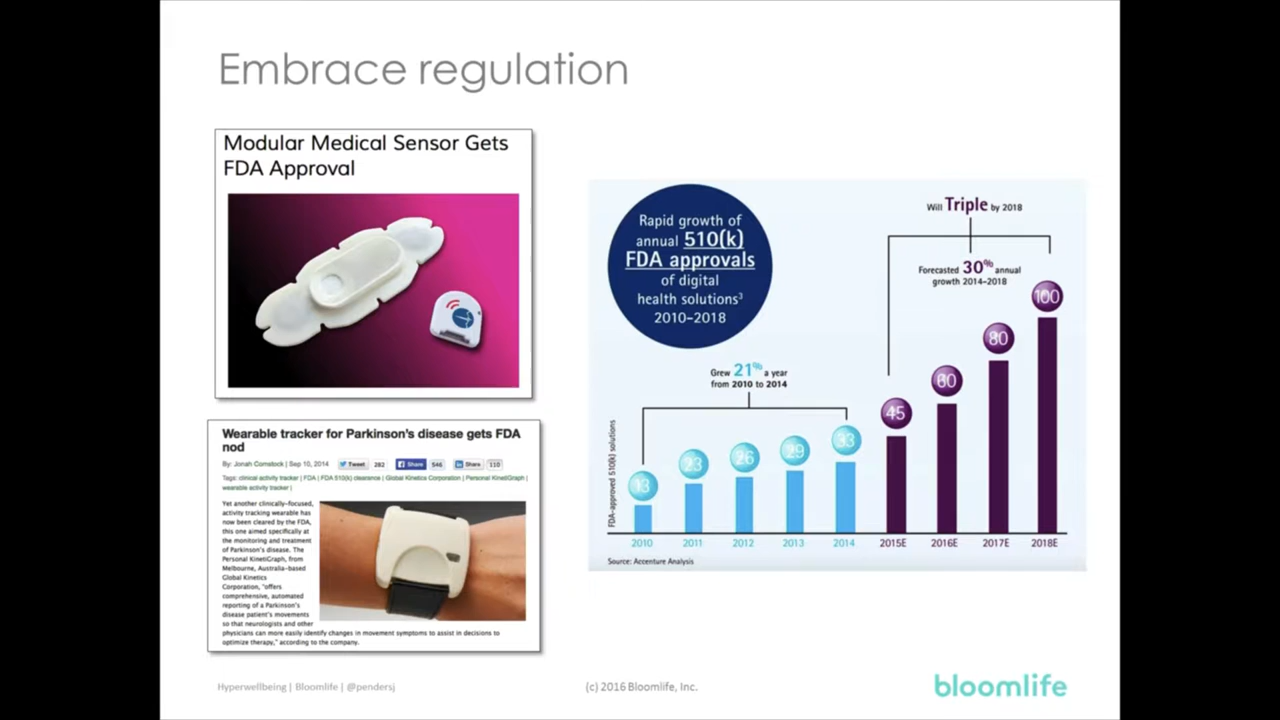 Embrace regulation
Modular Medical Sensor Gets
FDA Approval
Wearable tracker for Parkinson's disease gets FDA
nod
By: Jonah Comstock | Sep 10, 2014 Tweet 282 Share 546 Share 110
Tags: clinical activity tracker | FDA | FDA 510(k) clearance | Global Kinetics Corporation | Personal KinetiGraph |
wearable activity tracker |
Yet another clinically-focused,
activity tracking wearable has
now been cleared by the FDA,
this one aimed specifically at
the monitoring and treatment
of Parkinson's disease. The
Personal KinetiGraph, from
Melbourne, Australia-based
Global Kinetics
Corporation, "offers
comprehensive, automated
reporting of a Parkinson's
disease patient's movements
so that neurologists and other
physicians can more easily identify changes in movement symptoms to assist in decisions to
optimize therapy," according to the company.
Rapid growth of
annual 510(k)
FDA approvals
of digital
health solutions³
2010–2018
Will Triple by 2018
Forecasted 30% annual
growth 2014–2018
Grew 21% a year
from 2010 to 2014
FDA-approved 510(k) solutions
13 23 26 29 33 45 60 80 100
2010 2011 2012 2013 2014 2015E 2016E 2017E 2018E
Source: Accenture Analysis
Hyperwellbeing | Bloomlife | @pendersj
(c) 2016 Bloomlife, Inc.
bloomlife